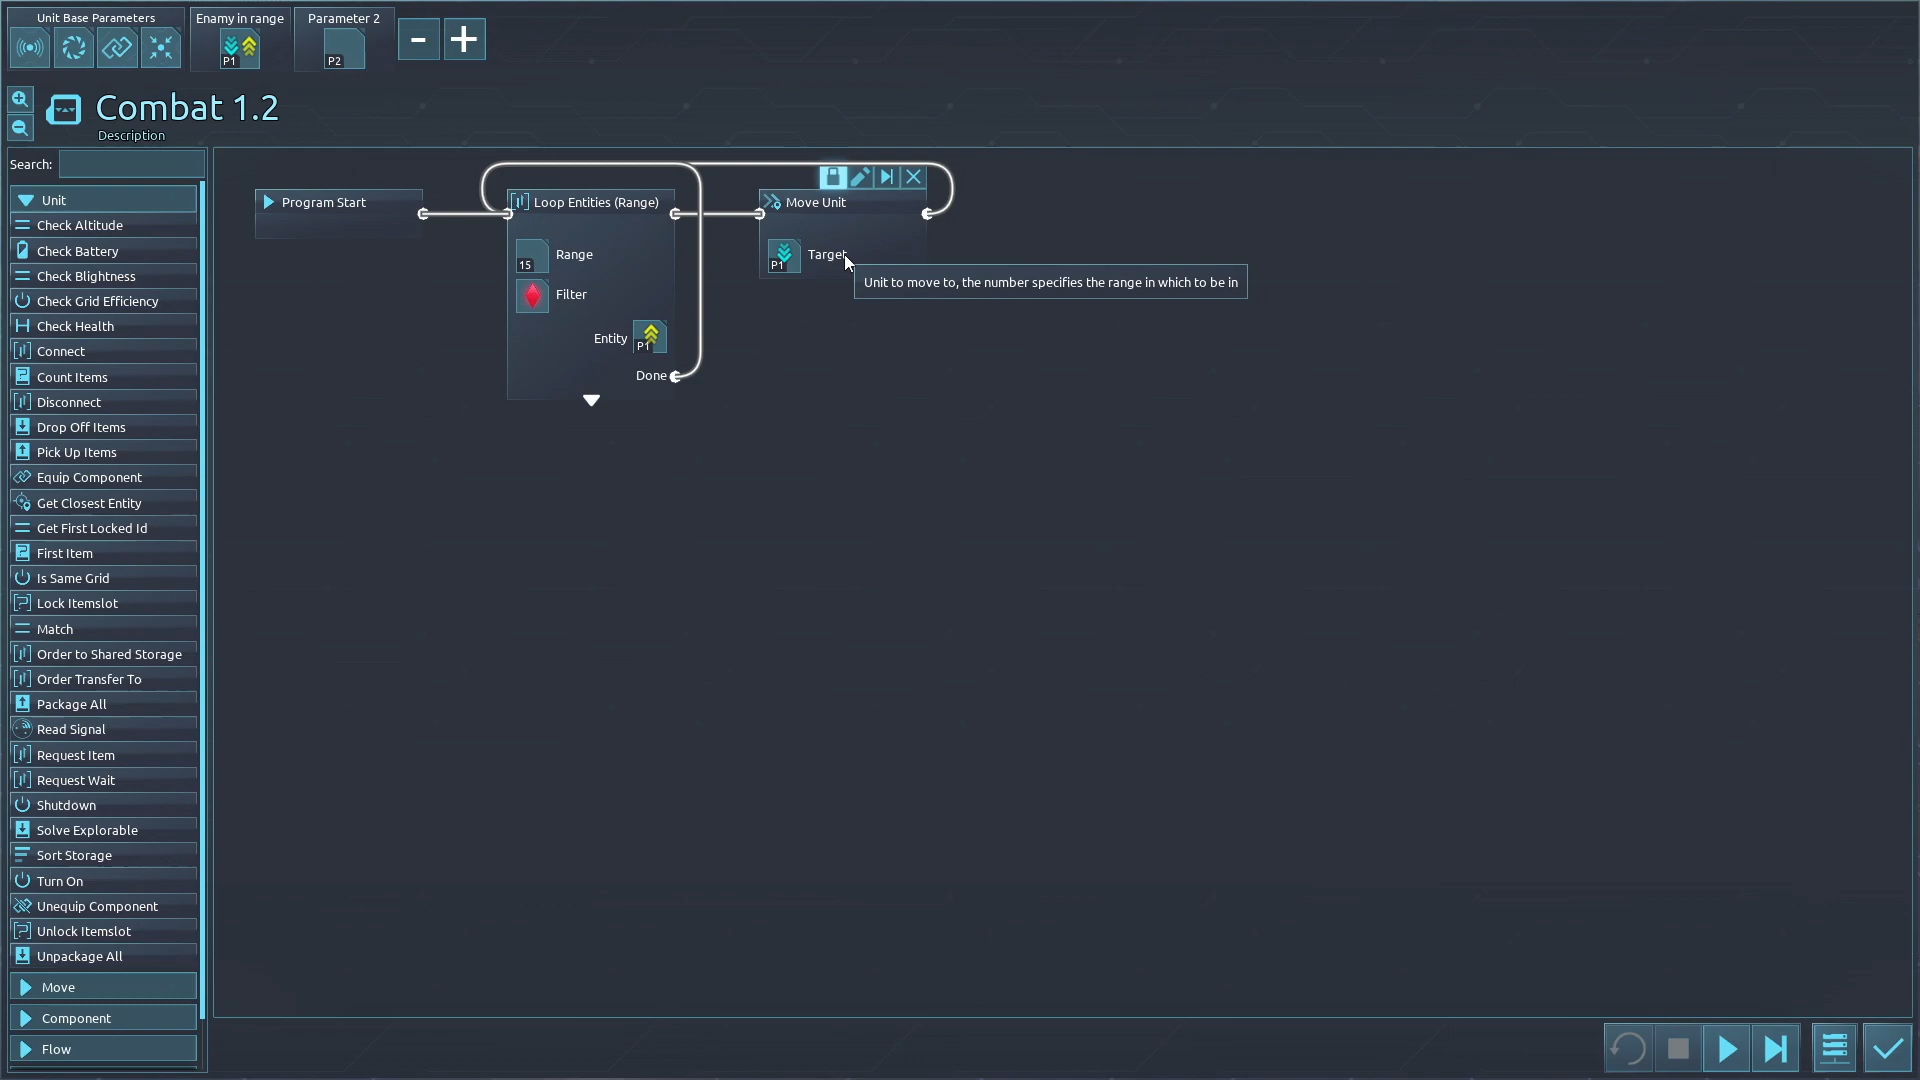 Unit Base Parameters
Enamy in range
Parameter 2
P1
P2
- +
Combat 1.2
Description
Search:
Unit
Check Altitude
Check Battery
Check Blightness
Check Grid Efficiency
Check Health
Connect
Count Items
Disconnect
Drop Off Items
Pick Up Items
Equip Component
Get Closest Entity
Get First Locked Id
First Item
Is Same Grid
Lock Itemslot
Match
Order to Shared Storage
Order Transfer To
Package All
Read Signal
Request Item
Request Wait
Shutdown
Solve Explorable
Sort Storage
Turn On
Unequip Component
Unlock Itemslot
Unpackage All
Move
Component
Flow
Program Start
Loop Entities (Range)
15
Range
Filter
Entity
P1
Done
Move Unit
P1
Target
Unit to move to, the number specifies the range in which to be in